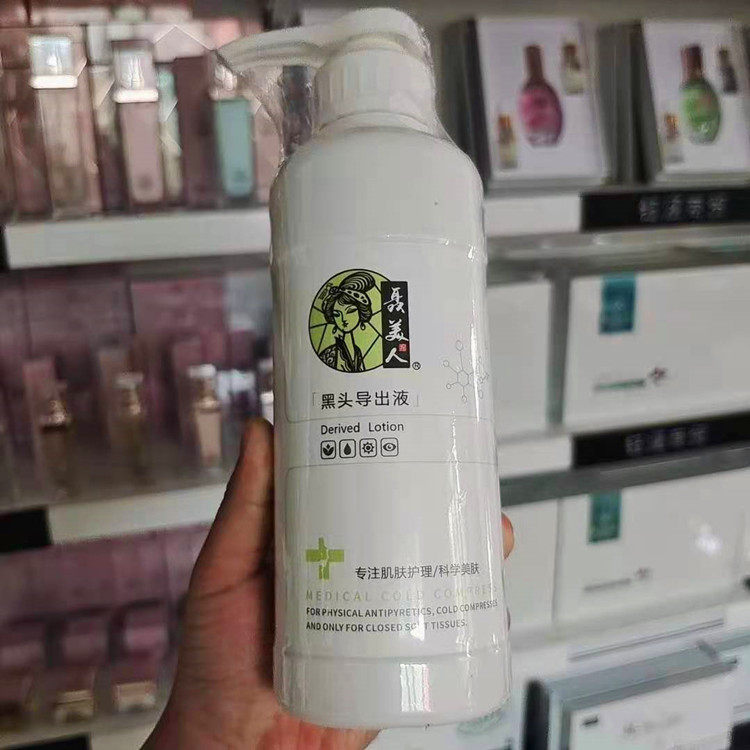 聂美人
®
「黑头导出液」
Derived Lotion
专注肌肤护理/科学美肤
MEDICAL COLD COMPRESS
FOR PHYSICAL ANTIPYRETICS, COLD COMPRESSES
AND ONLY FOR CLOSED SOFT TISSUES.